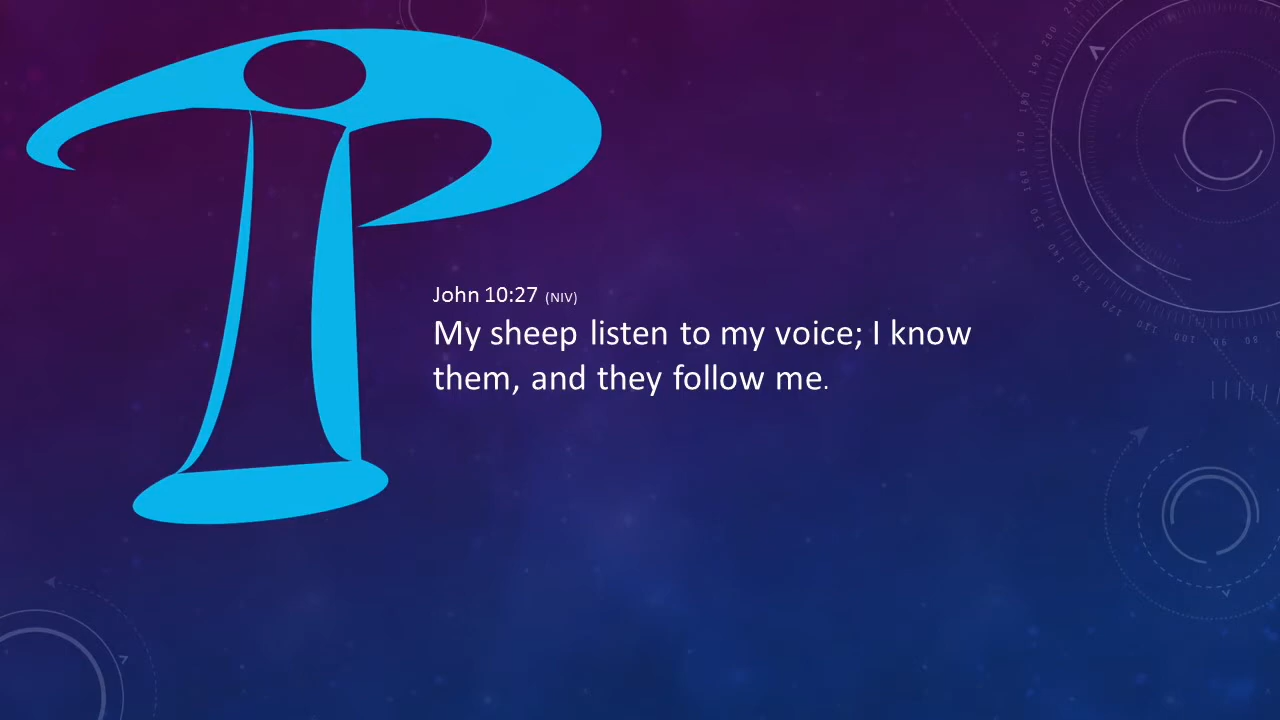 John 10:27 (NIV)
My sheep listen to my voice; I know
them, and they follow me.